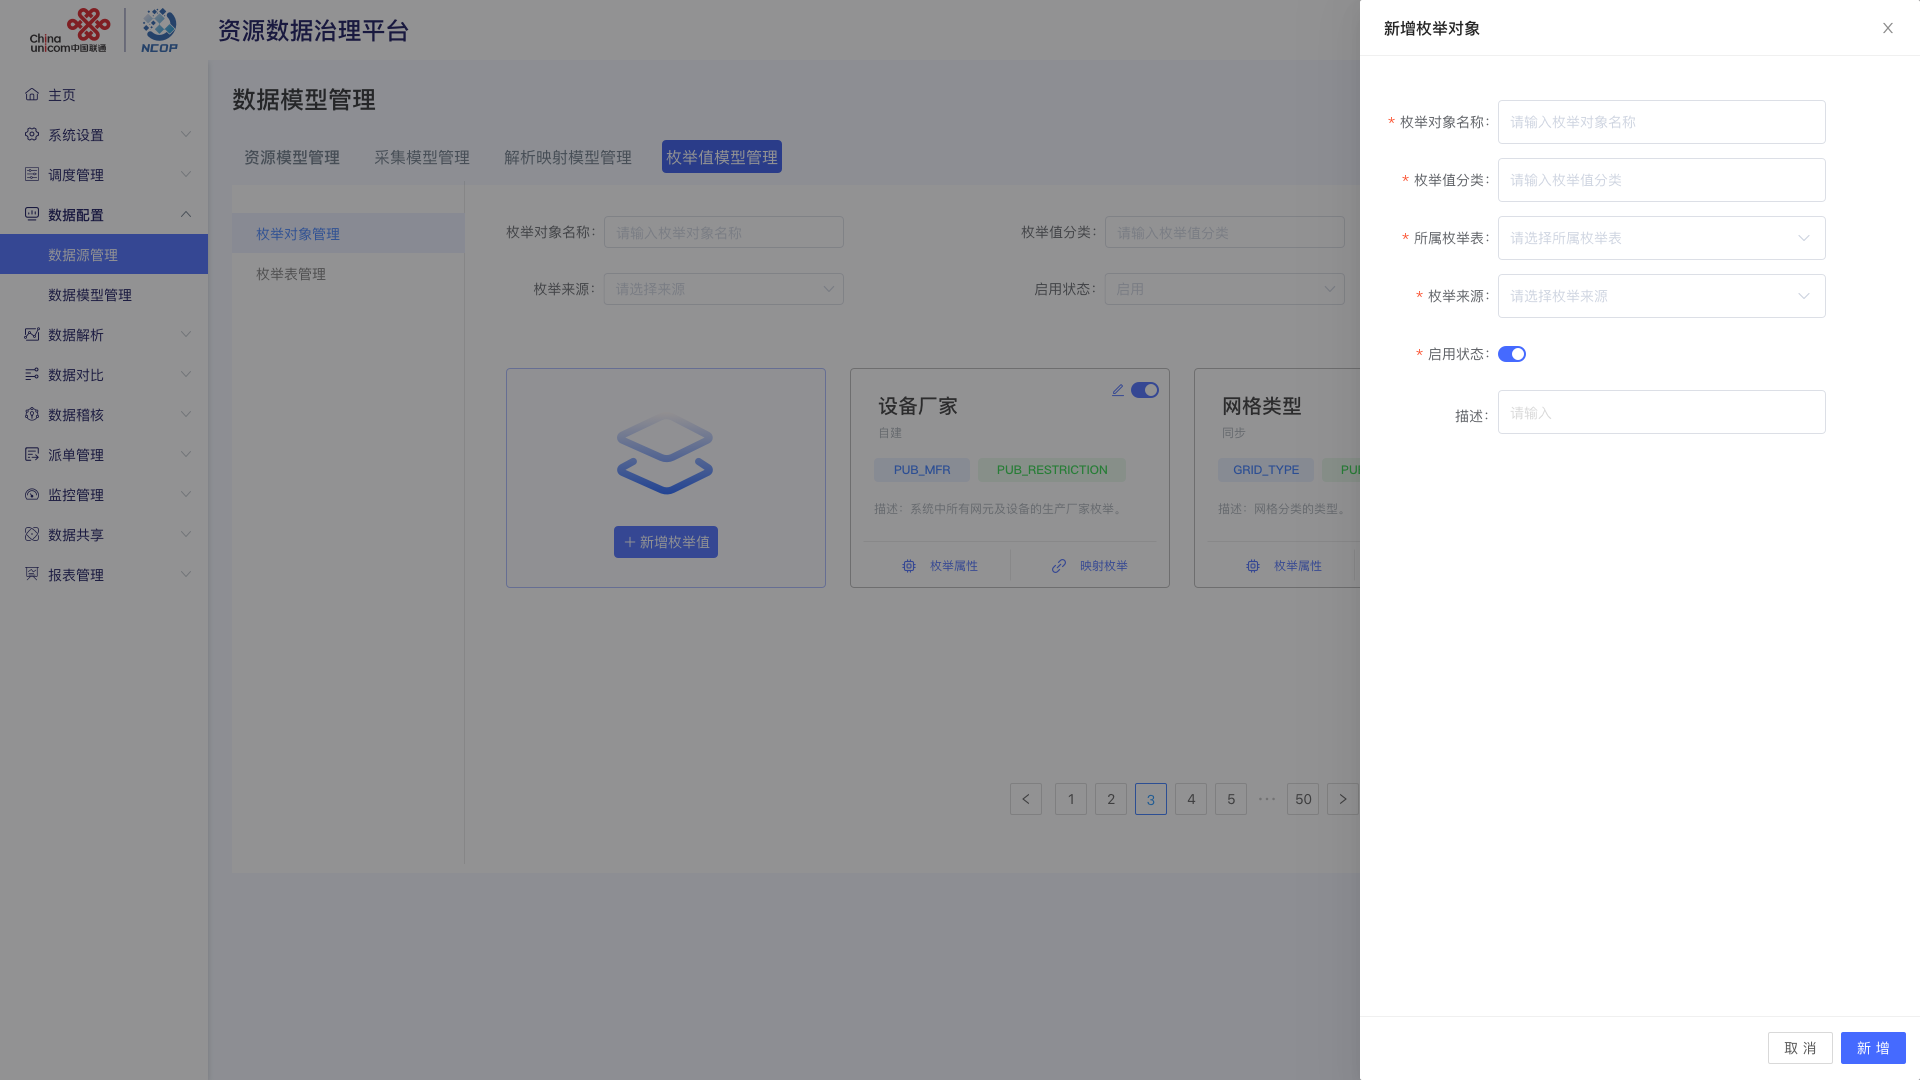 China
unicom中国联通
NCOP
资源数据治理平台
主页
系统设置
调度管理
数据配置
数据源管理
数据模型管理
数据解析
数据对比
数据稽核
派单管理
监控管理
数据共享
报表管理
数据模型管理
资源模型管理
采集模型管理
解析映射模型管理
枚举值模型管理
枚举对象管理
枚举表管理
枚举对象名称：
请输入枚举对象名称
枚举值分类：
请输入枚举值分类
枚举来源：
请选择来源
启用状态：
启用
新增枚举值
设备厂家
自建
PUB_MFR
PUB_RESTRICTION
描述：系统中所有网元及设备的生产厂家枚举。
枚举属性
映射枚举
网格类型
同步
GRID_TYPE
描述：网格分类的类型。
枚举属性
1
2
3
4
5
···
50
新增枚举对象
* 枚举对象名称：
请输入枚举对象名称
* 枚举值分类：
请输入枚举值分类
* 所属枚举表：
请选择所属枚举表
* 枚举来源：
请选择枚举来源
* 启用状态：
描述：
请输入
取 消
新 增